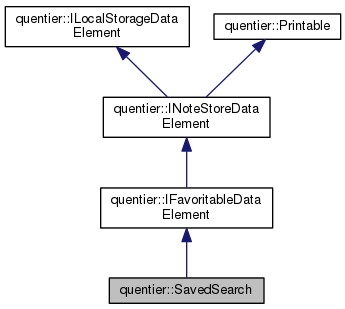 quentier::ILocalStorageData
Element
quentier::Printable
quentier::INoteStoreData
Element
quentier::IFavoritableData
Element
quentier::SavedSearch